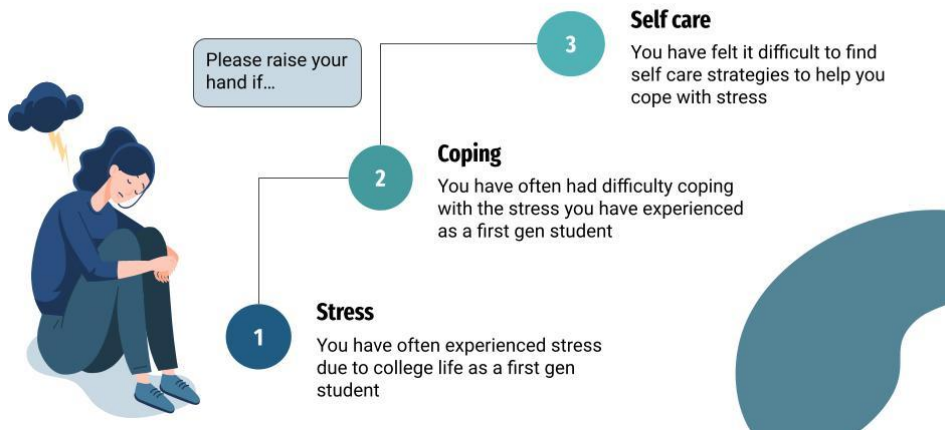 Please raise your
hand if…
1
Stress
You have often experienced stress
due to college life as a first gen
student
2
Coping
You have often had difficulty coping
with the stress you have experienced
as a first gen student
3
Self care
You have felt it difficult to find
self care strategies to help you
cope with stress